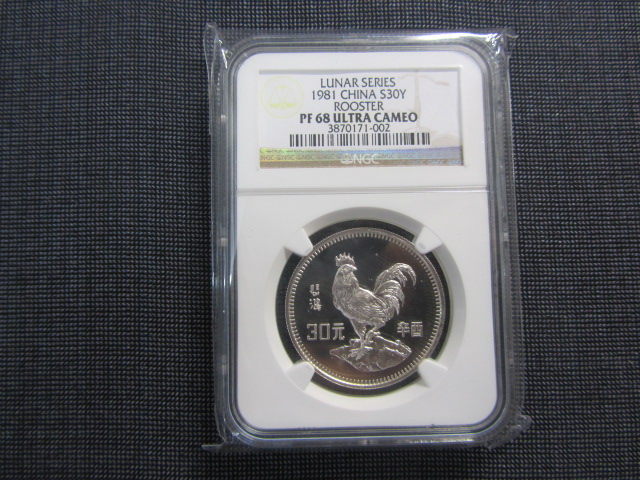 LUNAR SERIES
1981 CHINA S30Y
ROOSTER
PF 68 ULTRA CAMEO
3870171-002
NGC
30元
辛酉